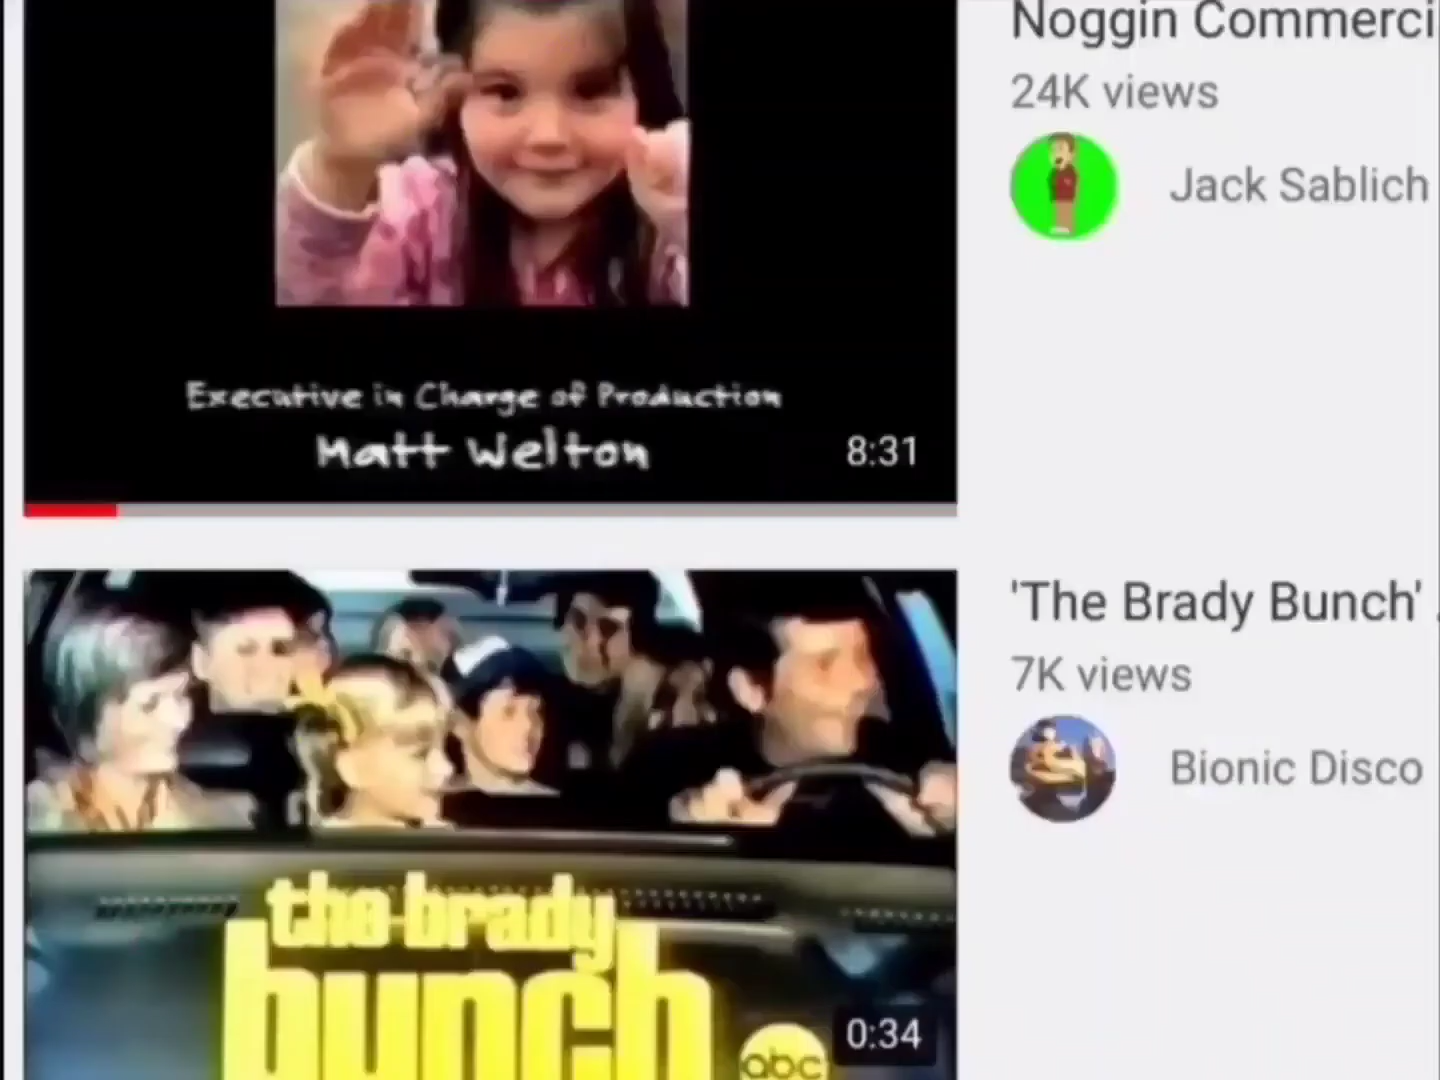 Noggin Commerci
24K views
Jack Sablich
Executive in Charge of Production
Matt Welton
8:31
'The Brady Bunch'
7K views
Bionic Disco
the brady
bunch
abc
0:34